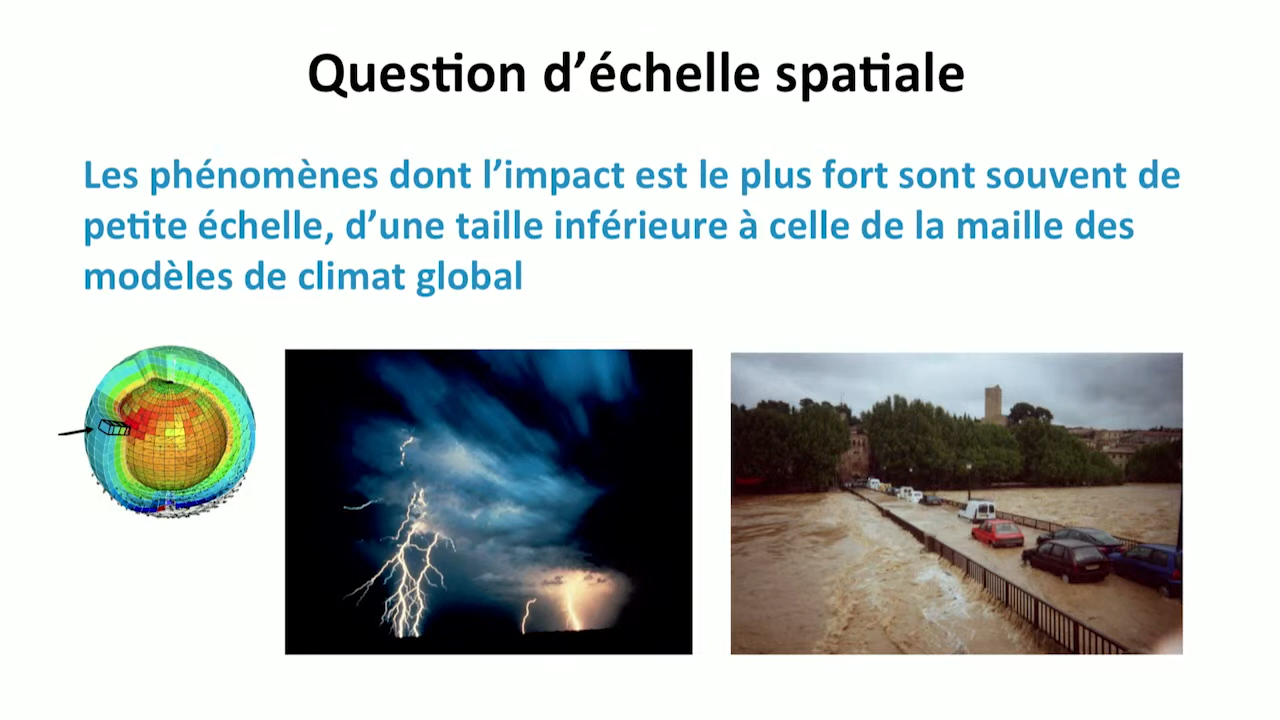 Question d’échelle spatiale
Les phénomènes dont l’impact est le plus fort sont souvent de
petite échelle, d’une taille inférieure à celle de la maille des
modèles de climat global